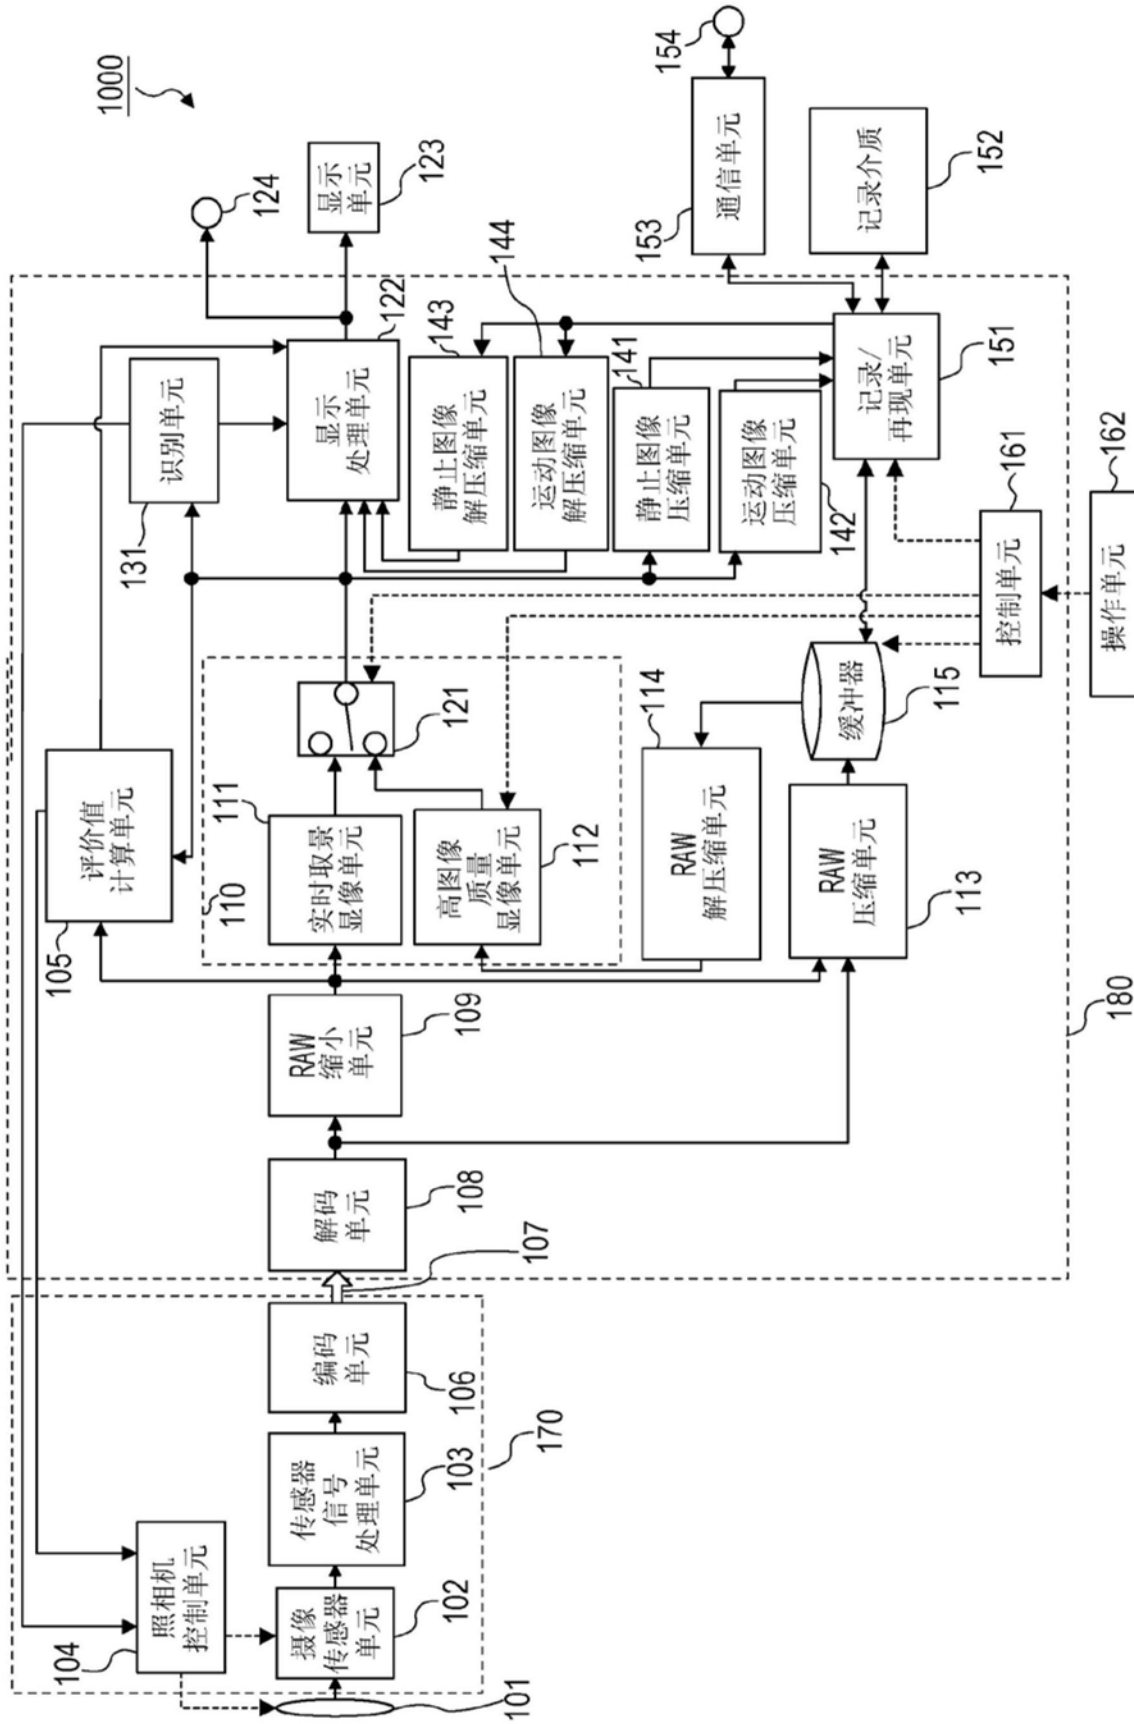 1000
124
显示
单元
123
154
通信单元
153
记录介质
152
144
143
122
识别单元
131
显示
处理单元
静止图像
解压缩单元
运动图像
解压缩单元
141
静止图像
压缩单元
运动图像
压缩单元
142
记录/
再现单元
151
161
控制单元
162
操作单元
评价值
计算单元
105
111
110
实时取景
显像单元
121
高图像
质量
显像单元
112
114
RAW
解压缩单元
缓冲器
115
RAW
压缩单元
113
RAW
缩小
单元
109
180
解码
单元
108
107
编码
单元
106
170
传感器
信号
处理单元
103
照相机
控制单元
104
摄像
传感器
单元
102
101